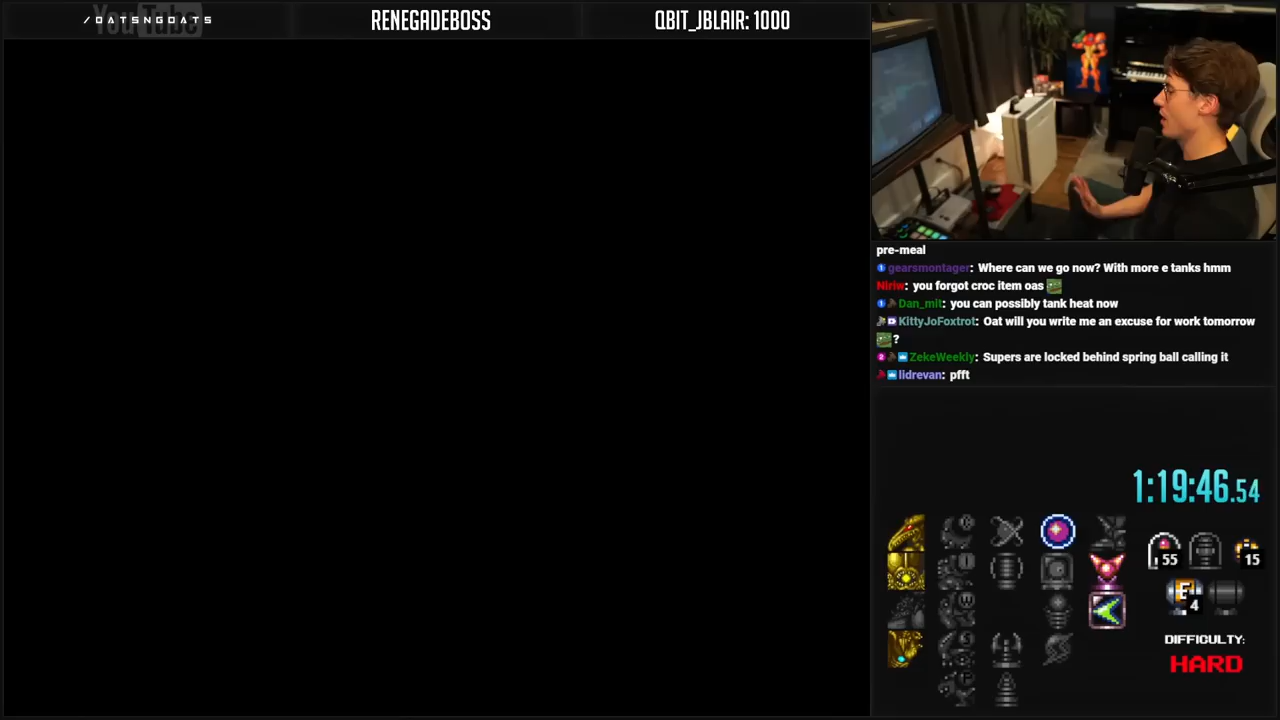 YouTube
/OATSNGOATS
RENEGADEBOSS
QBIT_JBLAIR: 1000
pre-meal
gearsmontager: Where can we go now? With more e tanks hmm
Niriw: you forgot croc item oas
Dan_mlt: you can possibly tank heat now
KittyJoFoxtrot: Oat will you write me an excuse for work tomorrow
?
ZekeWeekly: Supers are locked behind spring ball calling it
lidrevan: pfft
1:19:46.54
55
15
4
DIFFICULTY:
HARD